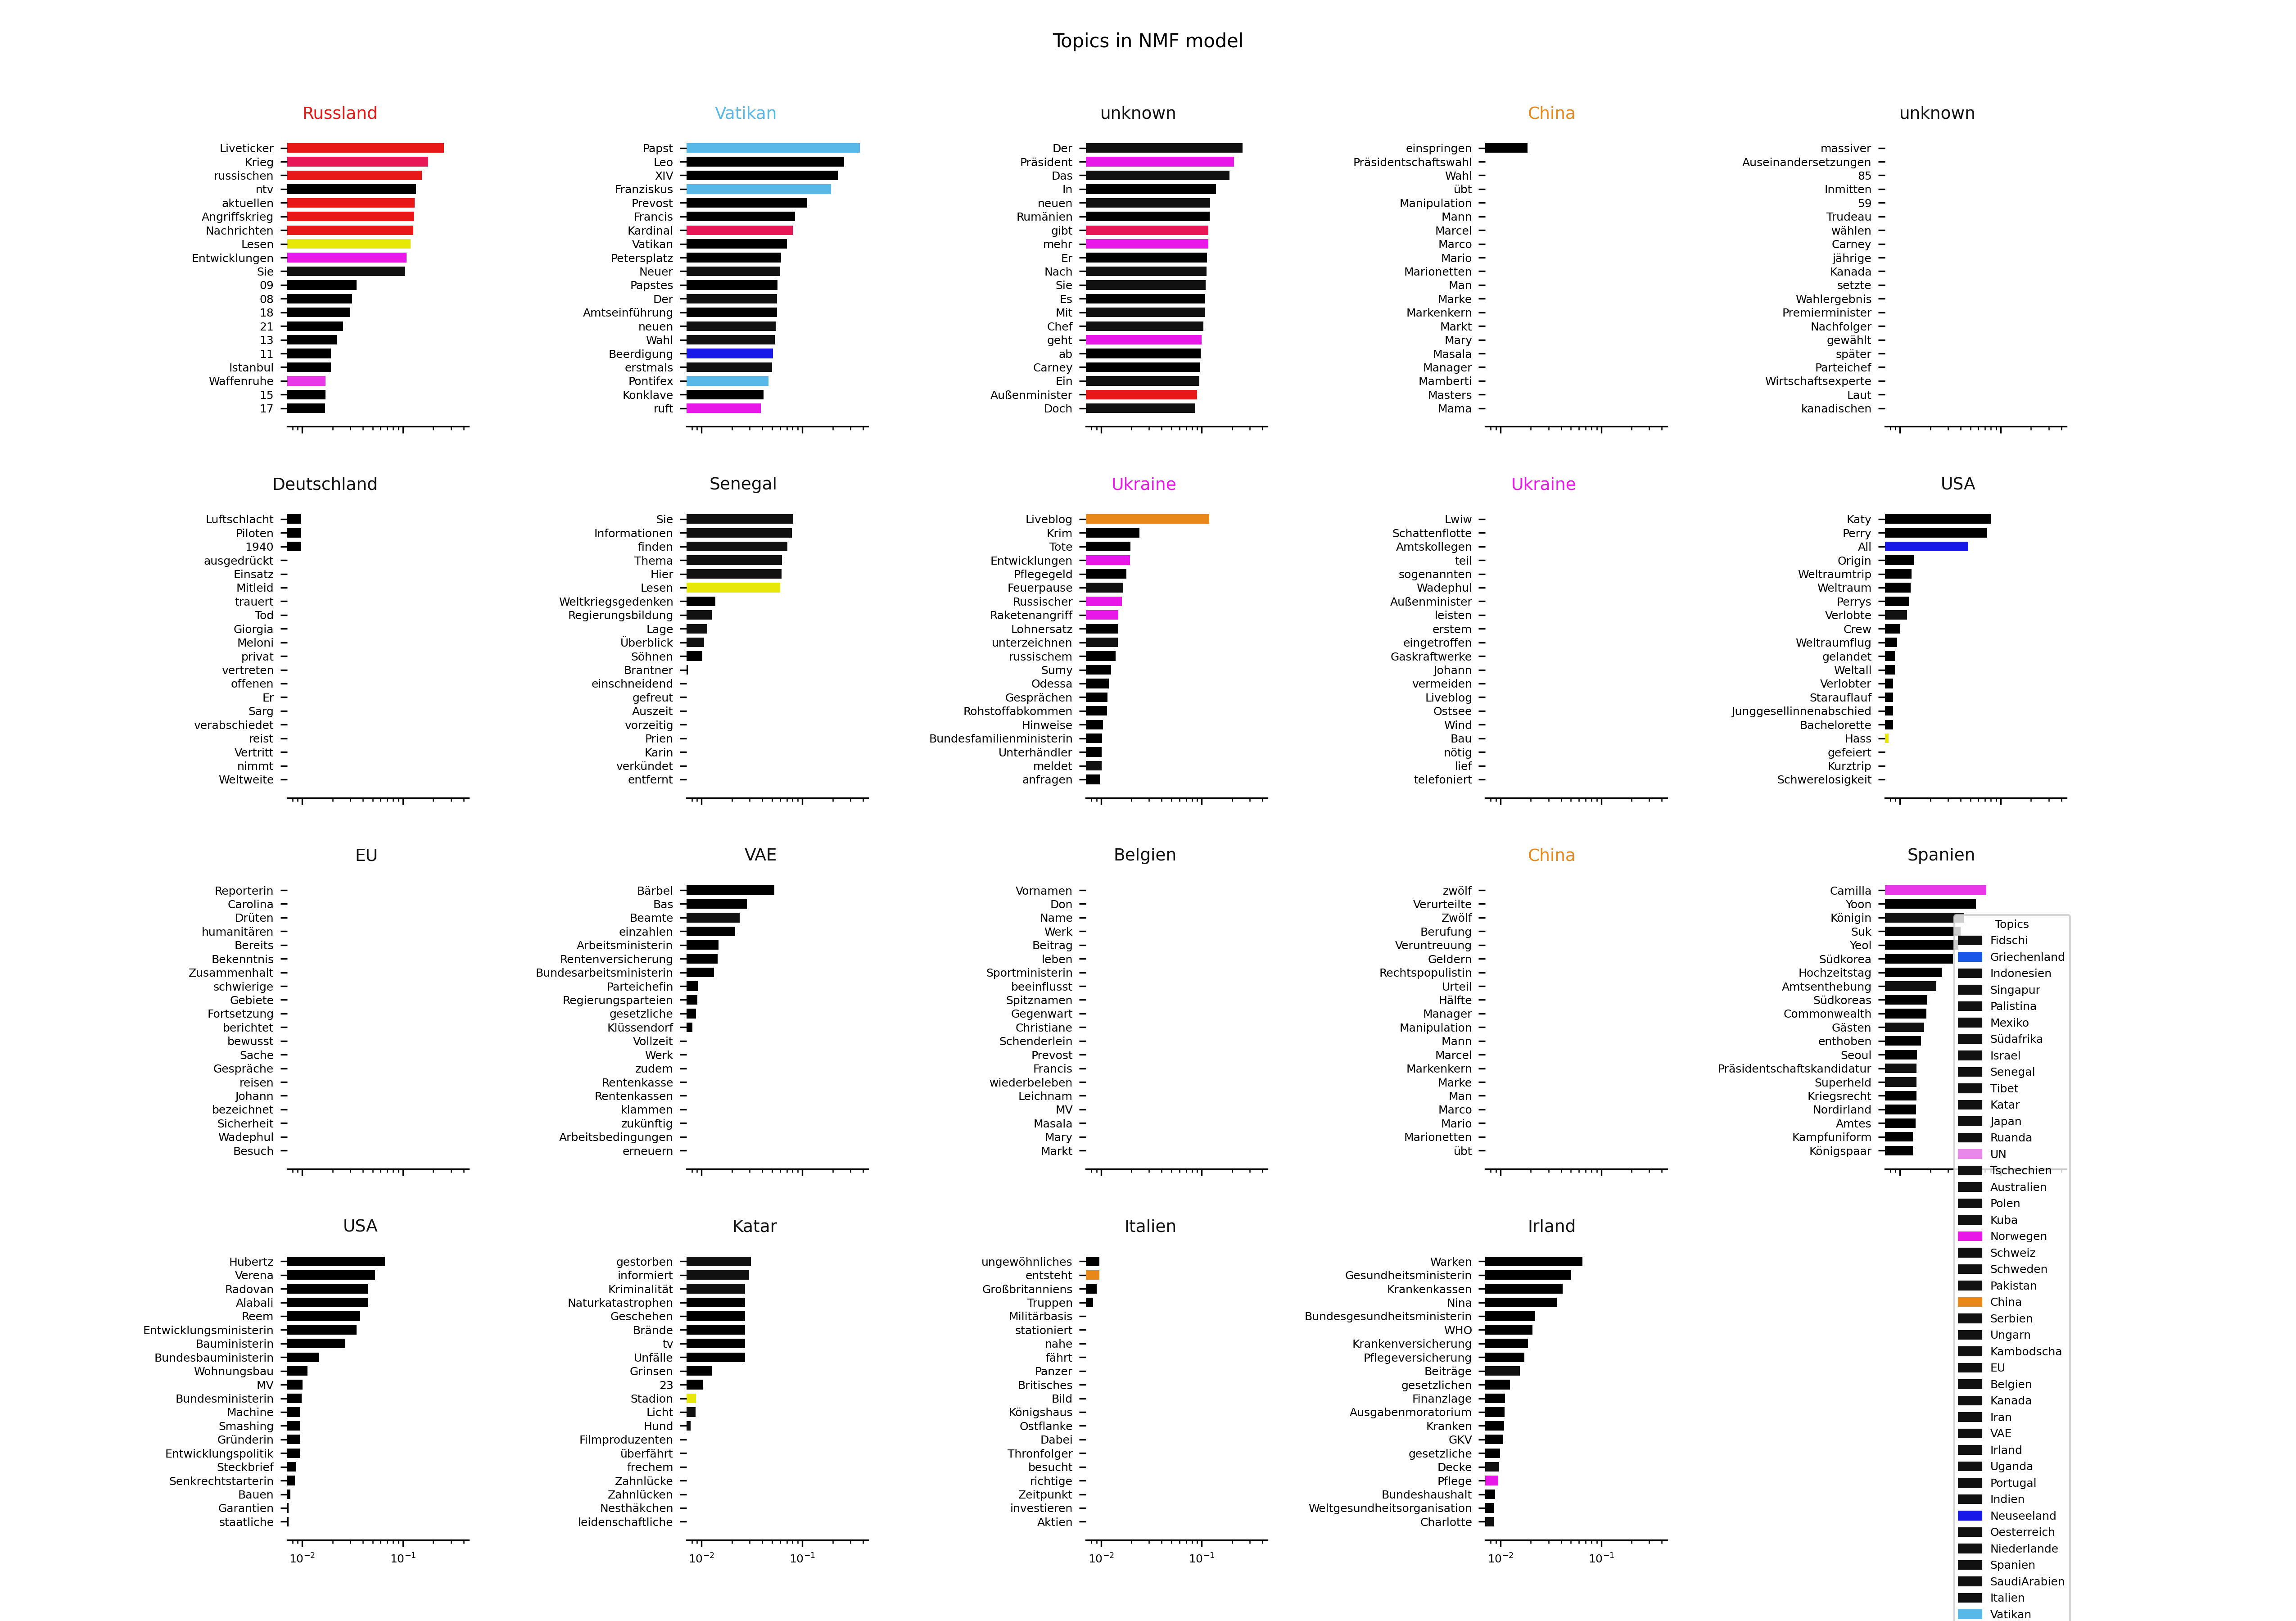 Topics in NMF model
Russland
Liveticker
Krieg
russischen
ntv
aktuellen
Angriffskrieg
Nachrichten
Lesen
Entwicklungen
Sie
09
08
18
21
13
11
Istanbul
Waffenruhe
15
17
Vatikan
Papst
Leo
XIV
Franziskus
Prevost
Francis
Kardinal
Vatikan
Petersplatz
Neuer
Papstes
Der
Amtseinführung
neuen
Wahl
Beerdigung
erstmals
Pontifex
Konklave
ruft
unknown
Der
Präsident
Das
In
neuen
Rumänien
gibt
mehr
Er
Nach
Sie
Es
Mit
Chef
geht
ab
Carney
Ein
Außenminister
Doch
China
einspringen
Präsidentschaftswahl
Wahl
übt
Manipulation
Mann
Marcel
Marco
Mario
Marionetten
Man
Marke
Markenkern
Markt
Mary
Masala
Manager
Mamberti
Masters
Mama
unknown
massiver
Auseinandersetzungen
85
Inmitten
59
Trudeau
wählen
Carney
jährige
Kanada
setzte
Wahlergebnis
Premierminister
Nachfolger
gewählt
später
Parteichef
Wirtschaftsexperte
Laut
kanadischen
Deutschland
Luftschlacht
Piloten
1940
ausgedrückt
Einsatz
Mitleid
trauert
Tod
Giorgia
Meloni
privat
vertreten
offenen
Er
Sarg
verabschiedet
reist
Vertritt
nimmt
Weltweite
Senegal
Sie
Informationen
finden
Thema
Hier
Lesen
Weltkriegsgedenken
Regierungsbildung
Lage
Überblick
Söhnen
Brantner
einschneidend
gefreut
Auszeit
vorzeitig
Prien
Karin
verkündet
entfernt
Ukraine
Liveblog
Krim
Tote
Entwicklungen
Pflegegeld
Feuerpause
Russischer
Raketenangriff
Lohnersatz
unterzeichnen
russischem
Sumy
Odessa
Gesprächen
Rohstoffabkommen
Hinweise
Bundesfamilienministerin
Unterhändler
meldet
anfragen
Ukraine
Lwiw
Schattenflotte
Amtskollegen
teil
sogenannten
Wadephul
Außenminister
leisten
erstem
eingetroffen
Gaskraftwerke
Johann
vermeiden
Liveblog
Ostsee
Wind
Bau
nötig
lief
telefoniert
USA
Katy
Perry
All
Origin
Weltraumtrip
Weltraum
Perrys
Verlobte
Crew
Weltraumflug
gelandet
Weltall
Verlobter
Starauflauf
Junggesellinnenabschied
Bachelorette
Hass
gefeiert
Kurztrip
Schwerelosigkeit
EU
Reporterin
Carolina
Drüten
humanitären
Bereits
Bekenntnis
Zusammenhalt
schwierige
Gebiete
Fortsetzung
berichtet
bewusst
Sache
Gespräche
reisen
Johann
bezeichnet
Sicherheit
Wadephul
Besuch
VAE
Bärbel
Bas
Beamte
einzahlen
Arbeitsministerin
Rentenversicherung
Bundesarbeitsministerin
Parteichefin
Regierungsparteien
gesetzliche
Klüssendorf
Vollzeit
Werk
zudem
Rentenkasse
Rentenkassen
klammen
zukünftig
Arbeitsbedingungen
erneuern
Belgien
Vornamen
Don
Name
Werk
Beitrag
leben
Sportministerin
beeinflusst
Spitznamen
Gegenwart
Christiane
Schenderlein
Prevost
Francis
wiederbeleben
Leichnam
MV
Masala
Mary
Markt
China
zwölf
Verurteilte
Zwölf
Berufung
Veruntreuung
Geldern
Rechtspopulistin
Urteil
Hälfte
Manager
Manipulation
Mann
Marcel
Markenkern
Marke
Man
Marco
Mario
Marionetten
übt
Spanien
Camilla
Yoon
Königin
Suk
Yeol
Südkorea
Hochzeitstag
Amtsenthebung
Südkoreas
Commonwealth
Gästen
enthoben
Seoul
Präsidentschaftskandidatur
Superheld
Kriegsrecht
Nordirland
Amtes
Kampfuniform
Königspaar
USA
Hubertz
Verena
Radovan
Alabali
Reem
Entwicklungsministerin
Bauministerin
Bundesbauministerin
Wohnungsbau
MV
Bundesministerin
Machine
Smashing
Gründerin
Entwicklungspolitik
Steckbrief
Senkrechtstarterin
Bauen
Garantien
staatliche
10⁻² 10⁻¹
Katar
gestorben
informiert
Kriminalität
Naturkatastrophen
Geschehen
Brände
tv
Unfälle
Grinsen
23
Stadion
Licht
Hund
Filmproduzenten
überfährt
frechem
Zahnlücke
Zahnlücken
Nesthäkchen
leidenschaftliche
10⁻² 10⁻¹
Italien
ungewöhnliches
entsteht
Großbritanniens
Truppen
Militärbasis
stationiert
nahe
fährt
Panzer
Britisches
Bild
Königshaus
Ostflanke
Dabei
Thronfolger
besucht
richtige
Zeitpunkt
investieren
Aktien
10⁻² 10⁻¹
Irland
Warken
Gesundheitsministerin
Krankenkassen
Nina
Bundesgesundheitsministerin
WHO
Krankenversicherung
Pflegeversicherung
Beiträge
gesetzlichen
Finanzlage
Ausgabenmoratorium
Kranken
GKV
gesetzliche
Decke
Pflege
Bundeshaushalt
Weltgesundheitsorganisation
Charlotte
10⁻² 10⁻¹
Topics
Fidschi
Griechenland
Indonesien
Singapur
Palistina
Mexiko
Südafrika
Israel
Senegal
Tibet
Katar
Japan
Ruanda
UN
Tschechien
Australien
Polen
Kuba
Norwegen
Schweiz
Schweden
Pakistan
China
Serbien
Ungarn
Kambodscha
EU
Belgien
Kanada
Iran
VAE
Irland
Uganda
Portugal
Indien
Neuseeland
Oesterreich
Niederlande
Spanien
SaudiArabien
Italien
Vatikan